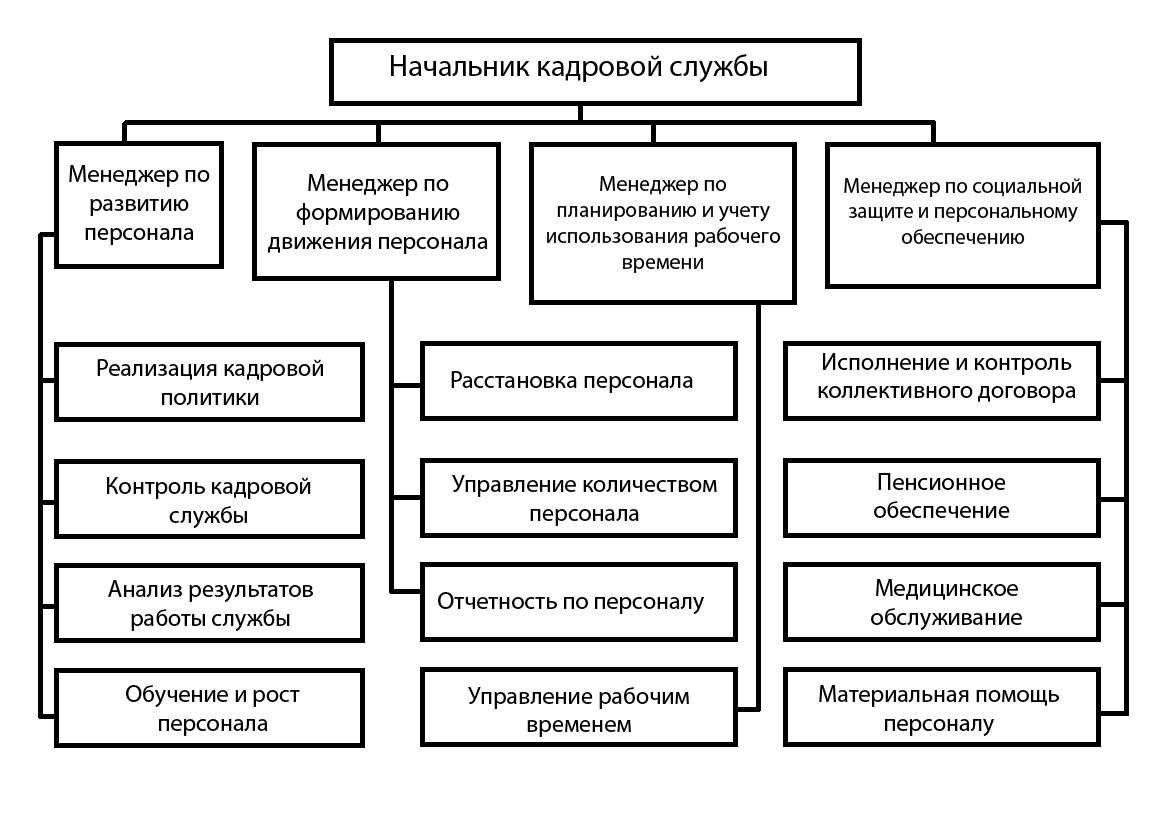 Начальник кадровой службы
Менеджер по
развитию
персонала
Менеджер по
формированию
движения персонала
Менеджер по
планированию и учету
использования рабочего
времени
Менеджер по социальной
защите и персональному
обеспечению
Реализация кадровой
политики
Контроль кадровой
службы
Анализ результатов
работы службы
Обучение и рост
персонала
Расстановка персонала
Управление количеством
персонала
Отчетность по персоналу
Управление рабочим
временем
Исполнение и контроль
коллективного договора
Пенсионное
обеспечение
Медицинское
обслуживание
Материальная помощь
персоналу